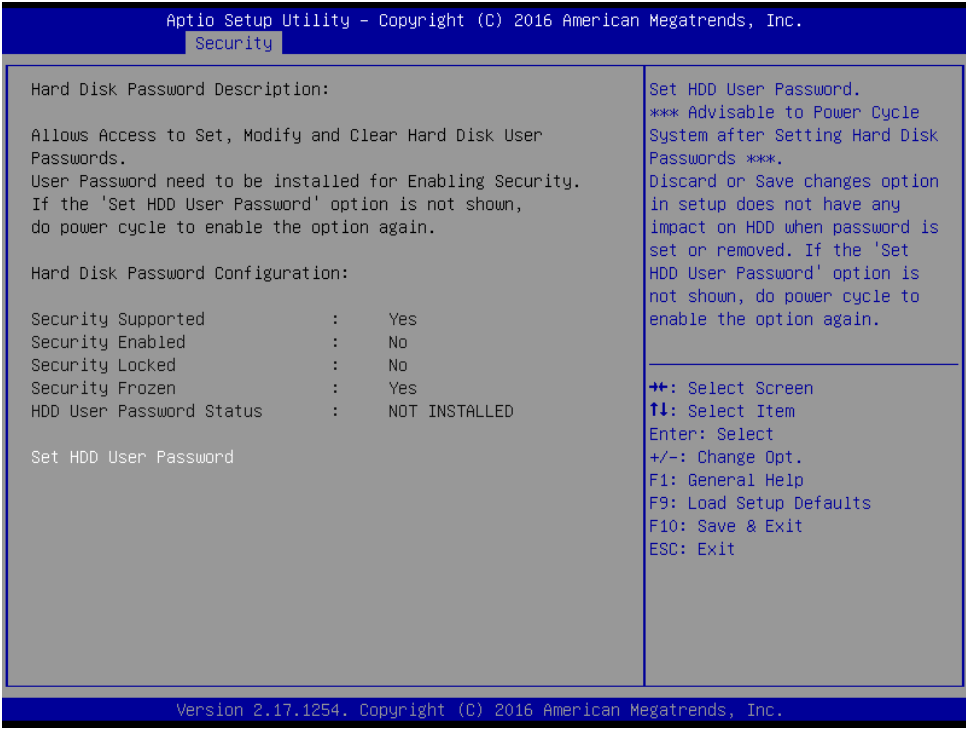 Aptio Setup Utility – Copyright (C) 2016 American Megatrends, Inc.
Security
Hard Disk Password Description:
Allows Access to Set, Modify and Clear Hard Disk User
Passwords.
User Password need to be installed for Enabling Security.
If the 'Set HDD User Password' option is not shown,
do power cycle to enable the option again.
Hard Disk Password Configuration:
Security Supported : Yes
Security Enabled : No
Security Locked : No
Security Frozen : Yes
HDD User Password Status : NOT INSTALLED
Set HDD User Password
Set HDD User Password.
*** Advisable to Power Cycle
System after Setting Hard Disk
Passwords ***.
Discard or Save changes option
in setup does not have any
impact on HDD when password is
set or removed. If the 'Set
HDD User Password' option is
not shown, do power cycle to
enable the option again.
→←: Select Screen
↑↓: Select Item
Enter: Select
+/–: Change Opt.
F1: General Help
F9: Load Setup Defaults
F10: Save & Exit
ESC: Exit
Version 2.17.1254. Copyright (C) 2016 American Megatrends, Inc.